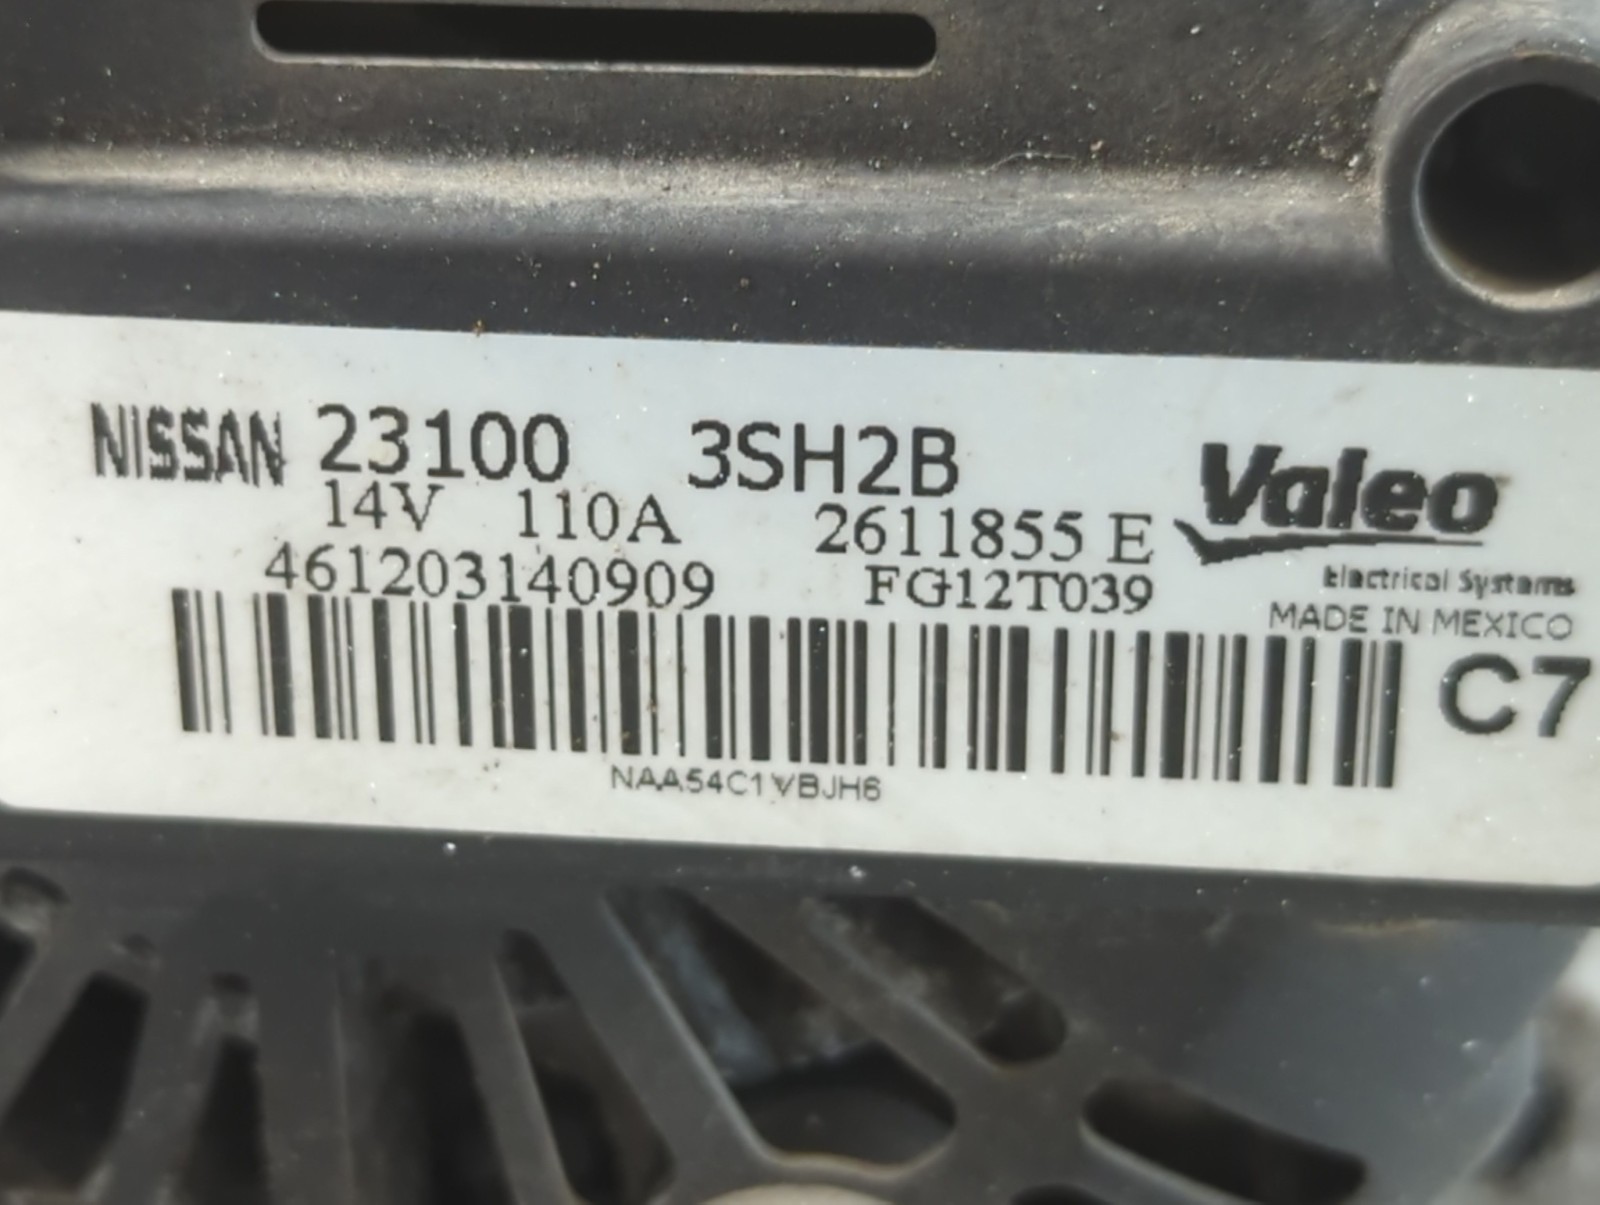 NISSAN 23100 3SH2B
Valeo
14V 110A 2611855 E
461203140909 FG12T039
Electrical Systems
MADE IN MEXICO
C7
NAA54C1VBJH6